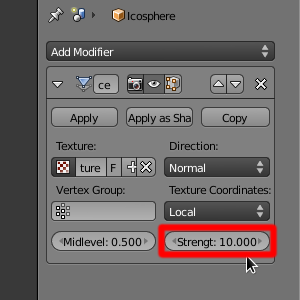 Icosphere
Add Modifier
ce
Apply Apply as Sha Copy
Texture: Direction:
ture F Normal
Vertex Group: Texture Coordinates:
Local
Midlevel: 0.500 Strengt: 10.000